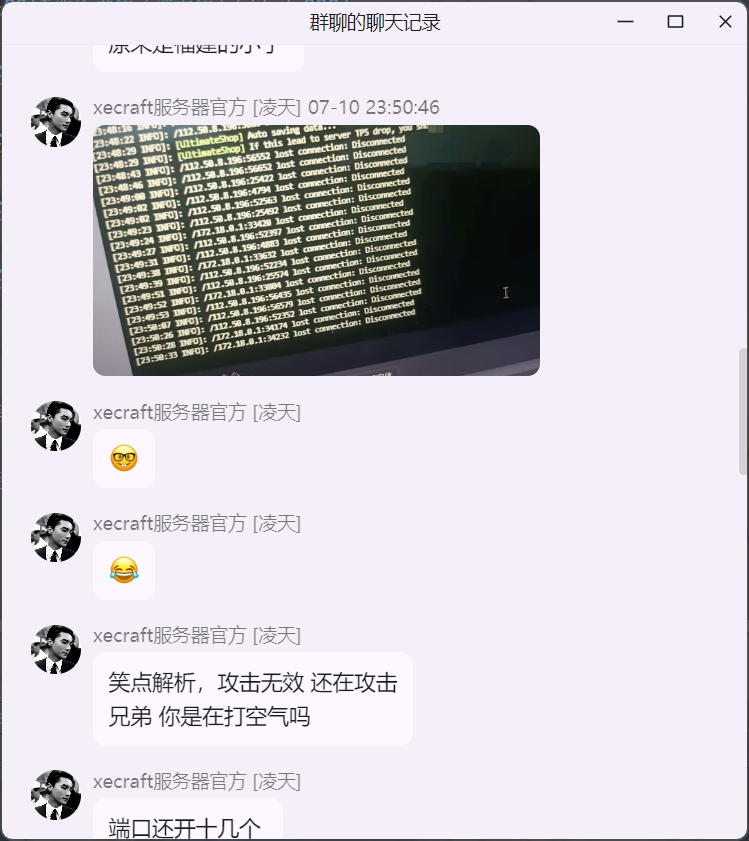 群聊的聊天记录
原来是福建的小子
xecraft服务器官方 [凌天] 07-10 23:50:46
[23:48:22 INFO]: [UltimateShop] Auto saving data...
[23:48:29 INFO]: [UltimateShop] If this lead to server TPS drop, you
[23:48:29 INFO]: /112.50.8.196:56552 lost connection: Disconnected
[23:48:43 INFO]: /112.50.8.196:56652 lost connection: Disconnected
[23:48:46 INFO]: /112.50.8.196:25422 lost connection: Disconnected
[23:49:00 INFO]: /112.50.8.196:4794 lost connection: Disconnected
[23:49:02 INFO]: /112.50.8.196:52563 lost connection: Disconnected
[23:49:02 INFO]: /112.50.8.196:25492 lost connection: Disconnected
[23:49:23 INFO]: /112.50.8.196:52397 lost connection: Disconnected
[23:49:24 INFO]: /172.18.0.1:33420 lost connection: Disconnected
[23:49:27 INFO]: /112.50.8.196:4883 lost connection: Disconnected
[23:49:31 INFO]: /172.18.0.1:33632 lost connection: Disconnected
[23:49:38 INFO]: /112.50.8.196:52234 lost connection: Disconnected
[23:49:39 INFO]: /112.50.8.196:25574 lost connection: Disconnected
[23:49:51 INFO]: /172.18.0.1:33804 lost connection: Disconnected
[23:49:52 INFO]: /112.50.8.196:56435 lost connection: Disconnected
[23:49:53 INFO]: /112.50.8.196:56579 lost connection: Disconnected
[23:50:07 INFO]: /112.50.8.196:52352 lost connection: Disconnected
[23:50:28 INFO]: /172.18.0.1:34174 lost connection: Disconnected
[23:50:33 INFO]: /172.18.0.1:34232 lost connection: Disconnected
xecraft服务器官方 [凌天]
xecraft服务器官方 [凌天]
xecraft服务器官方 [凌天]
笑点解析，攻击无效 还在攻击
兄弟 你是在打空气吗
xecraft服务器官方 [凌天]
端口还开十几个